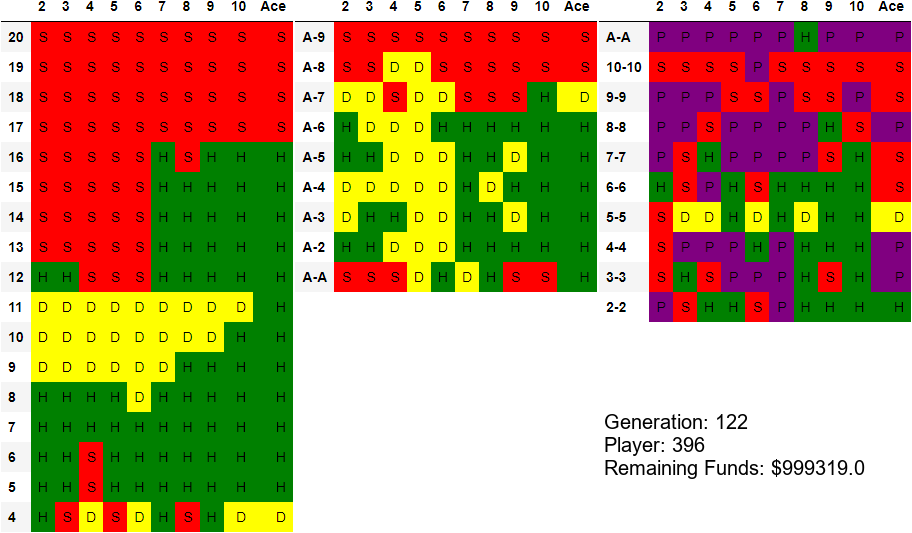 2 3 4 5 6 7 8 9 10 Ace
20 S S S S S S S S S S
19 S S S S S S S S S S
18 S S S S S S S S S S
17 S S S S S S S S S S
16 S S S S S H S H H H
15 S S S S S H H H H H
14 S S S S S H H H H H
13 S S S S S H H H H H
12 H H S S S H H H H H
11 D D D D D D D D D H
10 D D D D D D D D H H
9 D D D D D D H H H H
8 H H H H D H H H H H
7 H H H H H H H H H H
6 H H S H H H H H H H
5 H H S H H H H H H H
4 H S D S D H S H D D
2 3 4 5 6 7 8 9 10 Ace
A-9 S S S S S S S S S S
A-8 S S D D S S S S S S
A-7 D D S D D S S S H D
A-6 H D D D H H H H H H
A-5 H H D D D H H D H H
A-4 D D D D D H D H H H
A-3 D H H D D H H D H H
A-2 H H D D D H H H H H
A-A S S S D H D H S S H
2 3 4 5 6 7 8 9 10 Ace
A-A P P P P P P H P P P
10-10 S S S S P S S S S S
9-9 P P P S S P S S P S
8-8 P P S P P P P H S P
7-7 P S H P P P P S H S
6-6 H S P H S H H H H S
5-5 S D D H D H D H H D
4-4 S P P P H P H H H P
3-3 S H S P P P H S H P
2-2 P S H H S P H H H H
Generation: 122
Player: 396
Remaining Funds: $999319.0